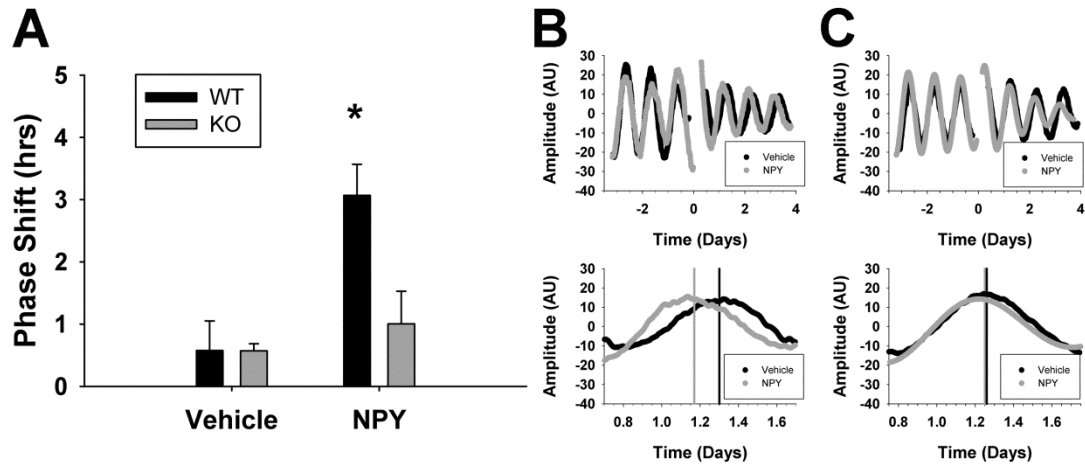 A
Phase Shift (hrs)
5
4
3
2
1
0
WT
KO
*
Vehicle
NPY
B
Amplitude (AU)
30
20
10
0
-10
-20
-30
-40
Vehicle
NPY
-2
0
2
4
Time (Days)
Amplitude (AU)
30
20
10
0
-10
-20
-30
-40
Vehicle
NPY
0.8
1.0
1.2
1.4
1.6
Time (Days)
C
Amplitude (AU)
30
20
10
0
-10
-20
-30
-40
Vehicle
NPY
-2
0
2
4
Time (Days)
Amplitude (AU)
30
20
10
0
-10
-20
-30
-40
Vehicle
NPY
0.8
1.0
1.2
1.4
1.6
Time (Days)